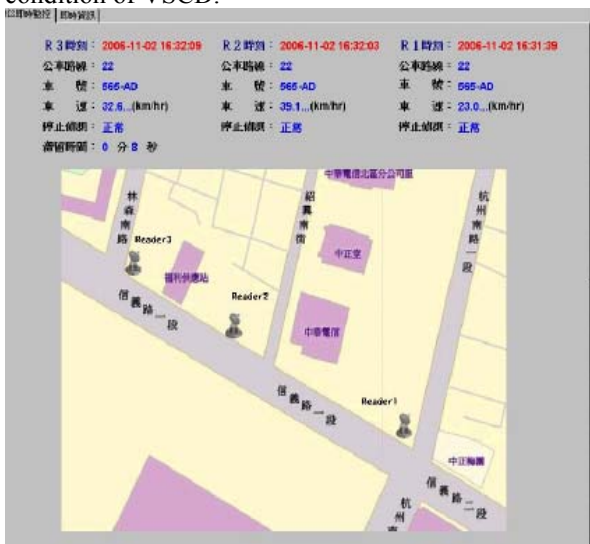 condition of VSCD.
即時監控 即時資訊
R 3 時刻：2006-11-02 16:32:09
公車路線：22
車 號：565-AD
車 速：32.6...(km/hr)
停止偵測：正常
滯留時間：0 分 8 秒
R 2 時刻：2006-11-02 16:32:03
公車路線：22
車 號：565-AD
車 速：39.1...(km/hr)
停止偵測：正常
R 1 時刻：2006-11-02 16:31:39
公車路線：22
車 號：565-AD
車 速：23.0...(km/hr)
停止偵測：正常
中華電信北區分公司服
林森南路
紹興南街
杭州南路一段
Reader3
福利供應站
中正堂
Reader2
信義路一段
中華電信
信義路一段
Reader1
中正梅園
信義路二段
杭州南